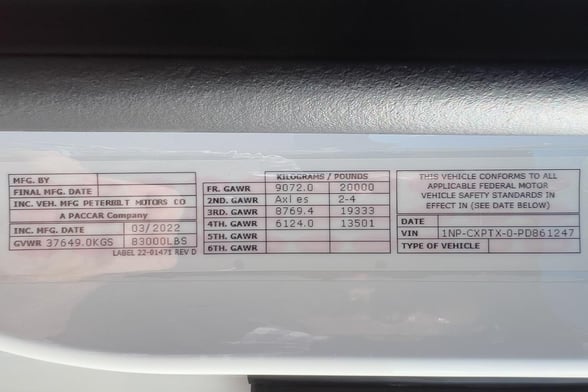 MFG. BY
FINAL MFG. DATE
INC. VEH. MFG PETERBILT MOTORS CO
A PACCAR Company
INC. MFG. DATE 03/2022
GVWR 37649.0KGS 83000LBS
LABEL 22-01471 REV D
KILOGRAMS / POUNDS
FR. GAWR 9072.0 20000
2ND. GAWR Axles 2-4
3RD. GAWR 8769.4 19333
4TH. GAWR 6124.0 13501
5TH. GAWR
6TH. GAWR
THIS VEHICLE CONFORMS TO ALL
APPLICABLE FEDERAL MOTOR
VEHICLE SAFETY STANDARDS IN
EFFECT IN (SEE DATE BELOW)
DATE
VIN 1NP-CXPTX-0-PD861247
TYPE OF VEHICLE